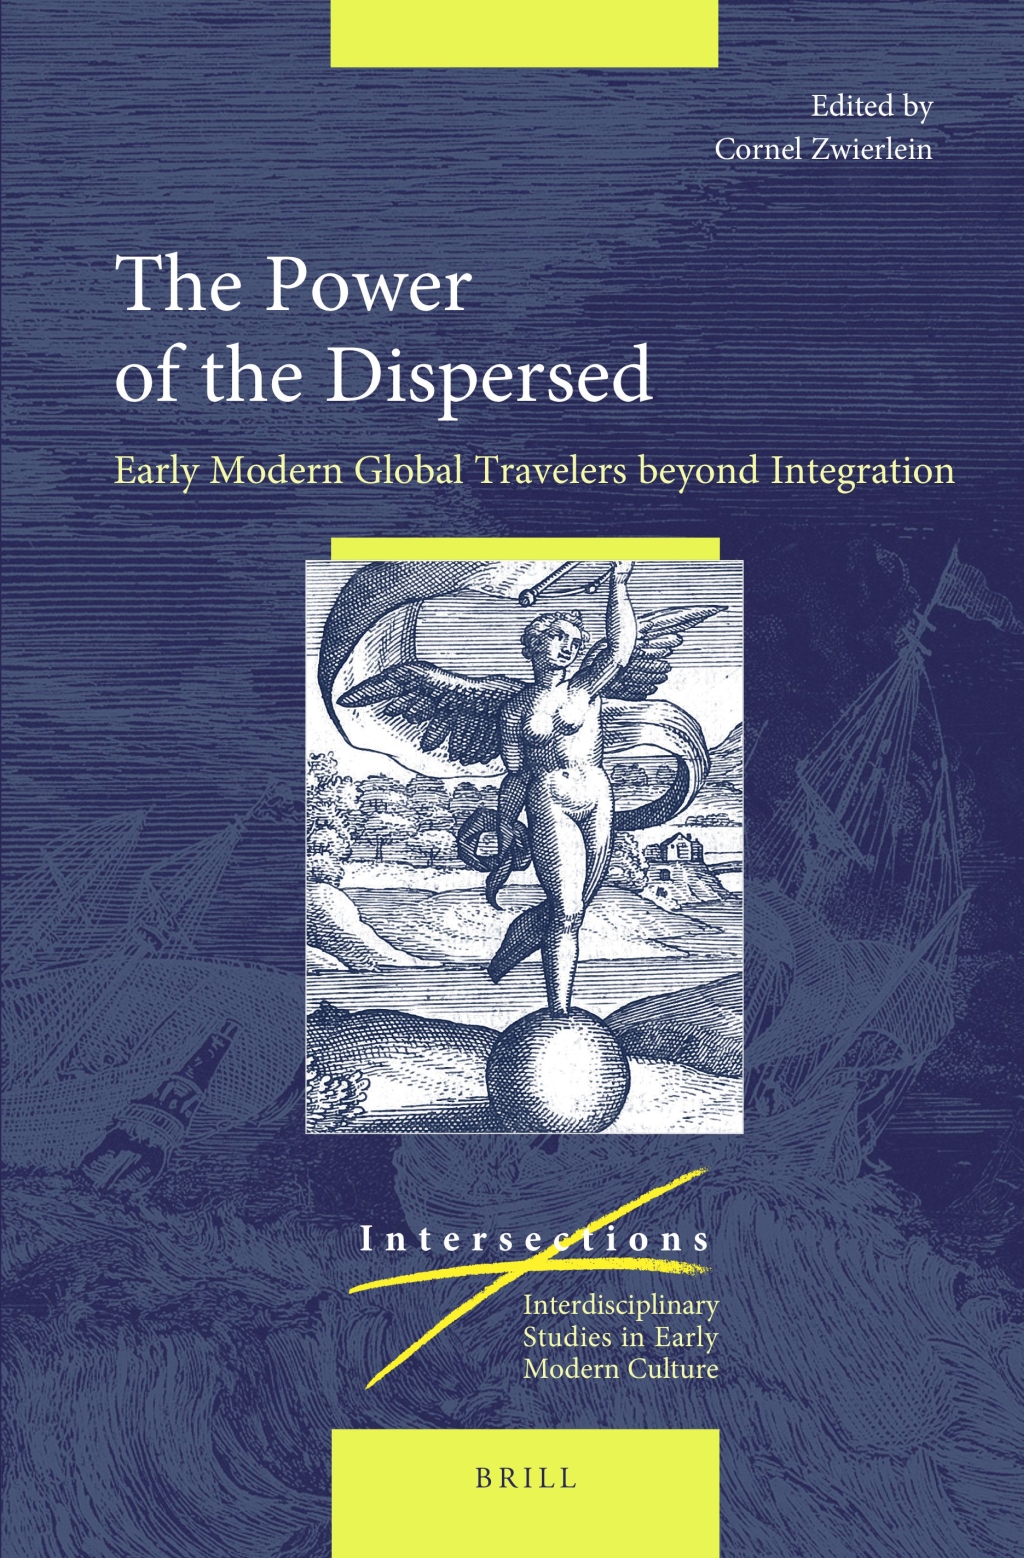 Edited by
Cornel Zwierlein
The Power
of the Dispersed
Early Modern Global Travelers beyond Integration
Intersections
Interdisciplinary
Studies in Early
Modern Culture
BRILL